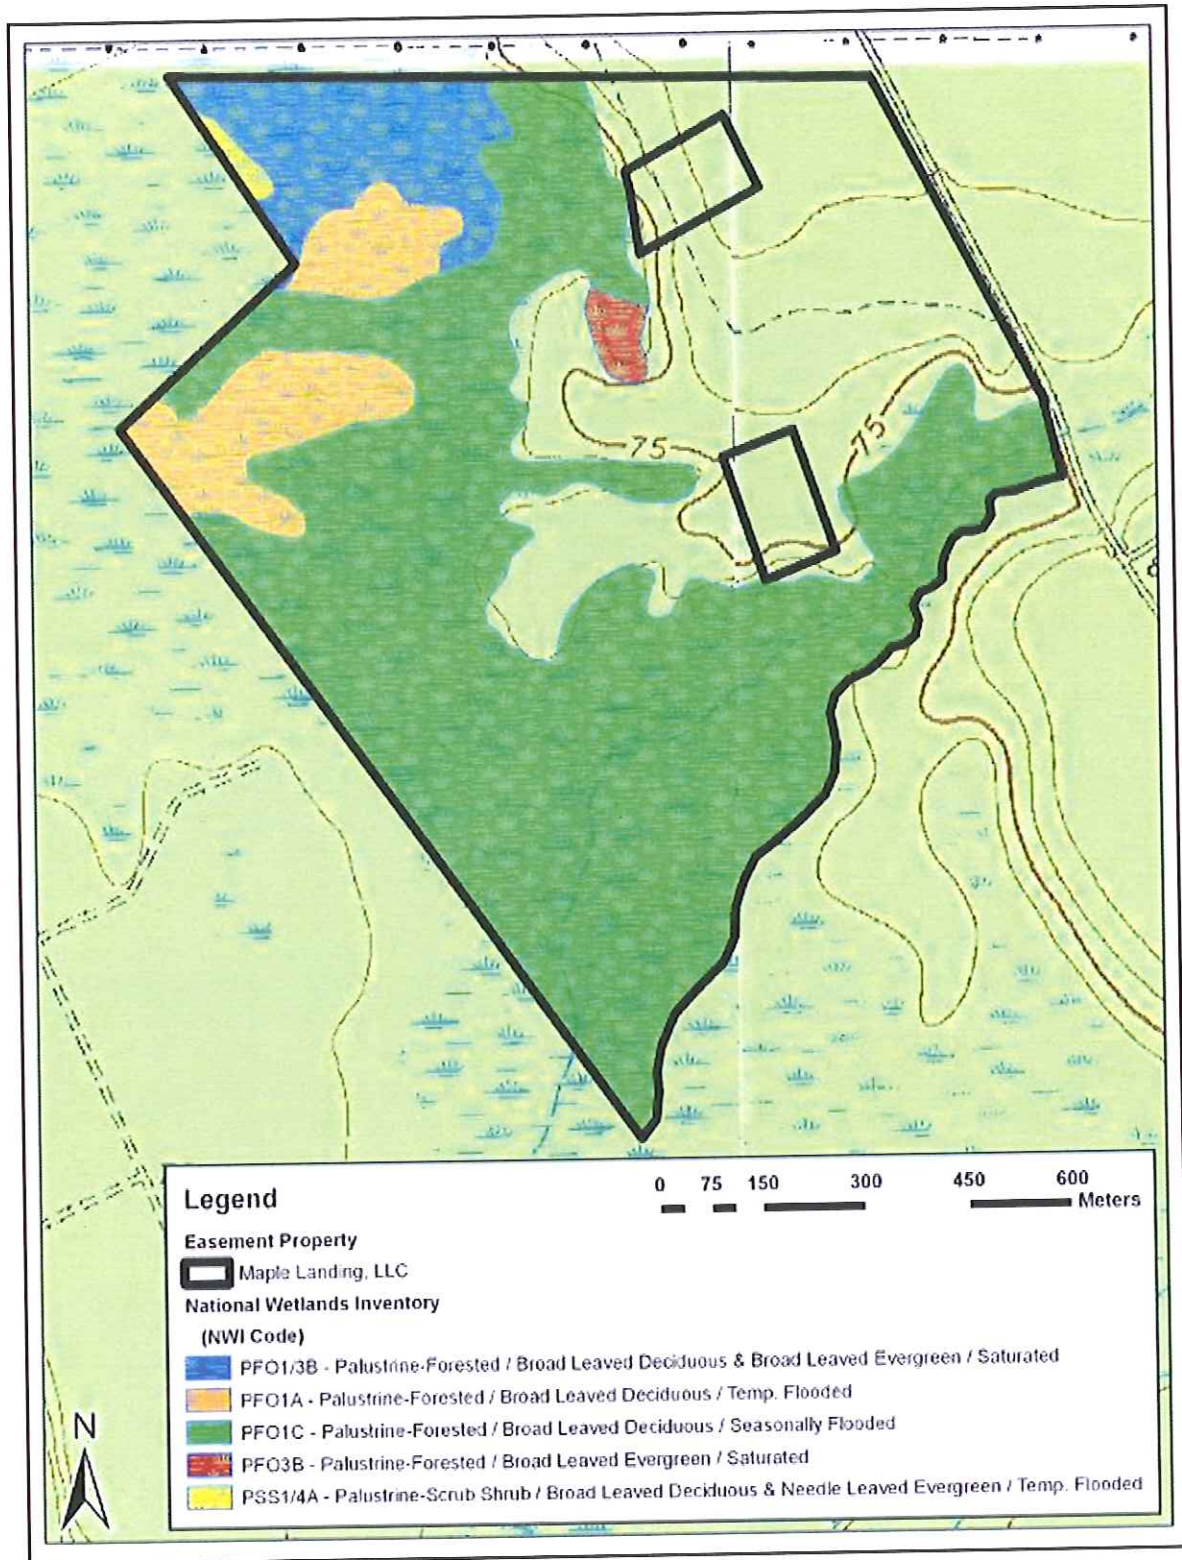 75
75
8
Legend
0 75 150 300 450 600
Meters
Easement Property
Maple Landing, LLC
National Wetlands Inventory
(NWI Code)
PFO1/3B - Palustrine-Forested / Broad Leaved Deciduous & Broad Leaved Evergreen / Saturated
PFO1A - Palustrine-Forested / Broad Leaved Deciduous / Temp. Flooded
PFO1C - Palustrine-Forested / Broad Leaved Deciduous / Seasonally Flooded
N
PFO3B - Palustrine-Forested / Broad Leaved Evergreen / Saturated
PSS1/4A - Palustrine-Scrub Shrub / Broad Leaved Deciduous & Needle Leaved Evergreen / Temp. Flooded